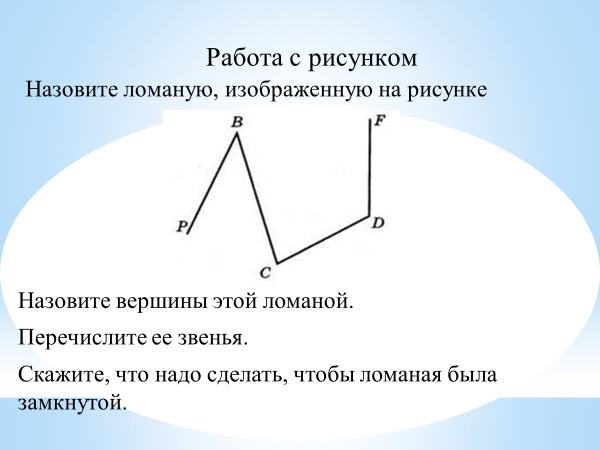 Работа с рисунком
Назовите ломаную, изображенную на рисунке
B
F
P
D
C
Назовите вершины этой ломаной.
Перечислите ее звенья.
Скажите, что надо сделать, чтобы ломаная была
замкнутой.